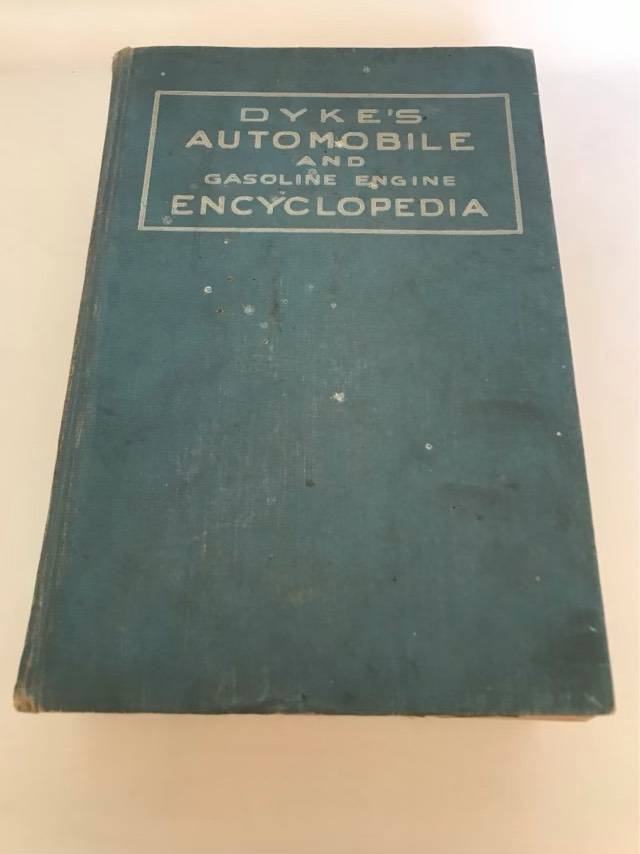 DYKE'S
AUTOMOBILE
AND
GASOLINE ENGINE
ENCYCLOPEDIA